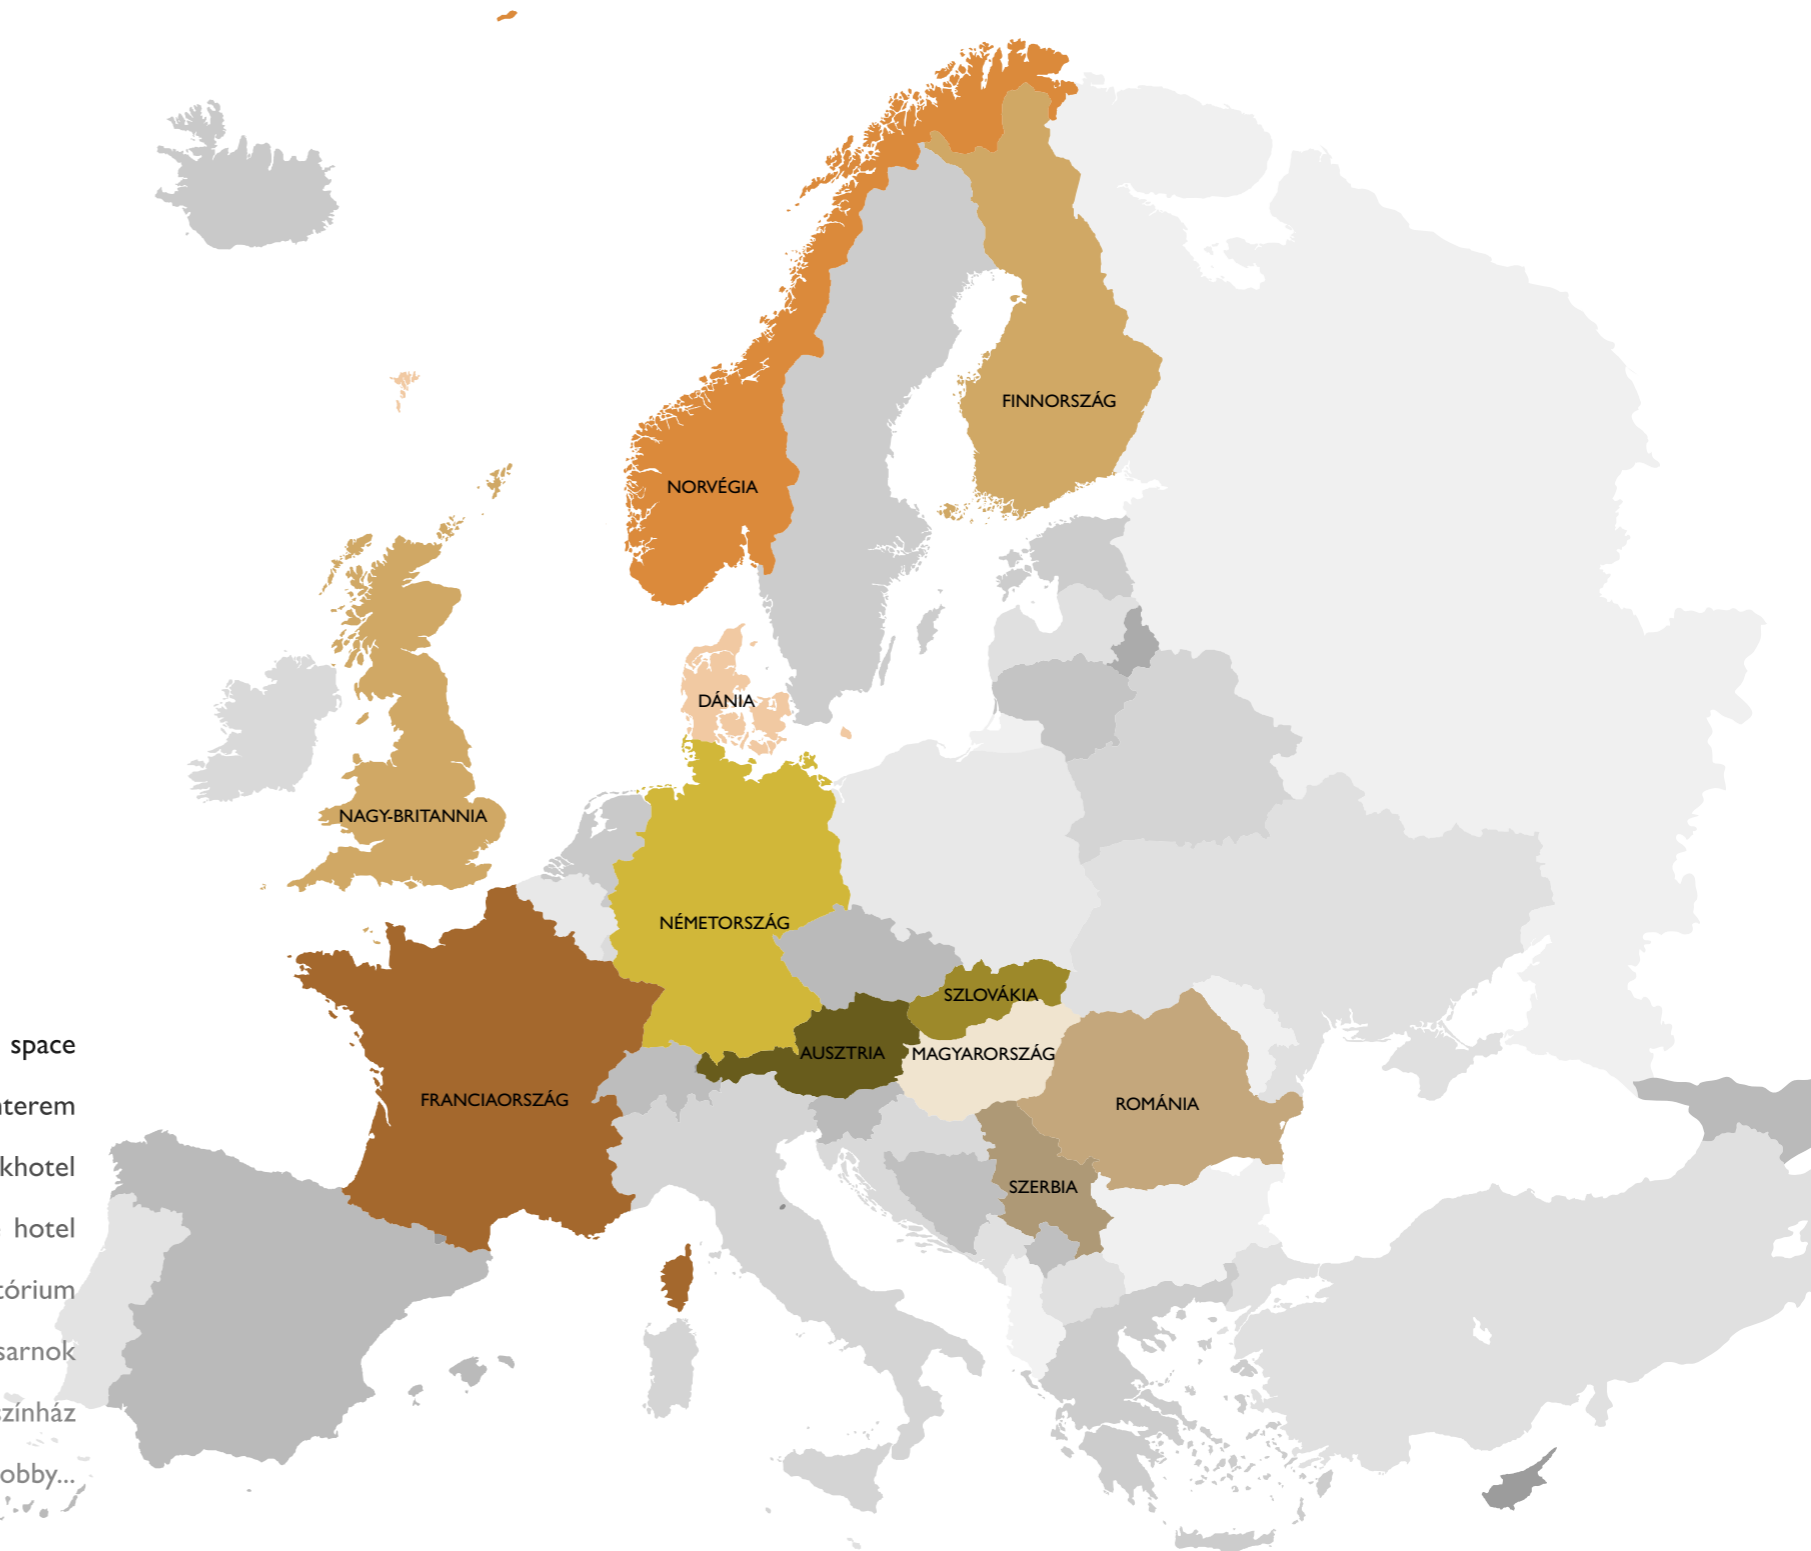 FINNORSZÁG
NORVÉGIA
DÁNIA
NAGY-BRITANNIA
NÉMETORSZÁG
SZLOVÁKIA
AUSZTRIA
MAGYARORSZÁG
FRANCIAORSZÁG
ROMÁNIA
SZERBIA
space
hotel